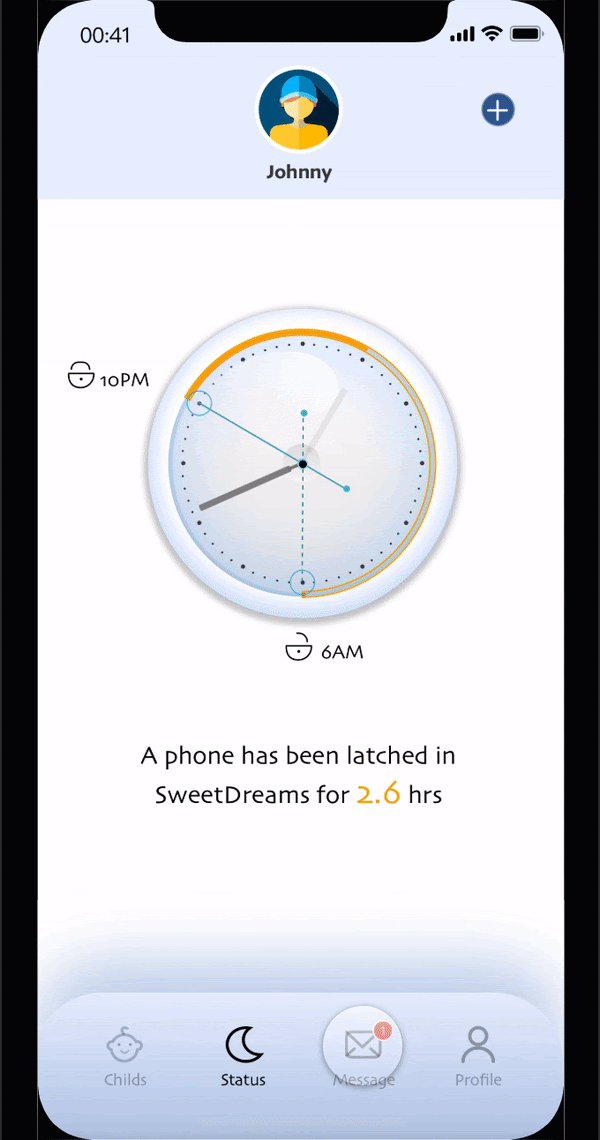 00:41
Johnny
10PM
6AM
A phone has been latched in
SweetDreams for 2.6 hrs
1
Childs
Status
Message
Profile